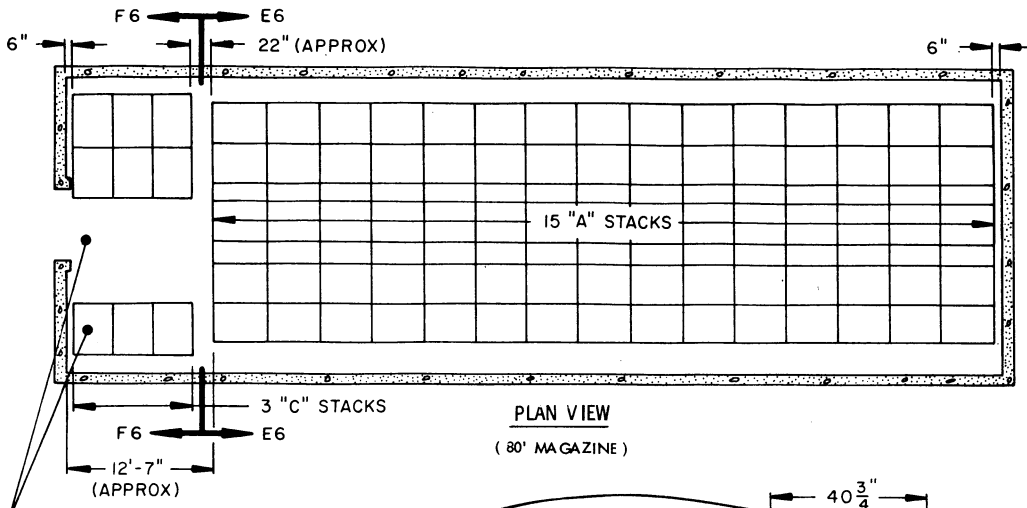 F6 E6
6" 22" (APPROX) 6"
15 "A" STACKS
3 "C" STACKS
F6 E6
PLAN VIEW
(80' MAGAZINE)
12'-7"
(APPROX)
40 3/4"